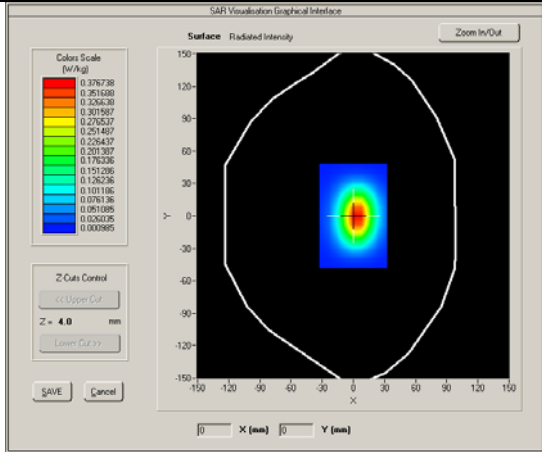 SAR Visualisation Graphical Interface
Surface Radiated Intensity
Zoom In/Out
Colors Scale
(W/kg)
0.376738
0.351688
0.326638
0.301587
0.276537
0.251487
0.226437
0.201387
0.176336
0.151286
0.126236
0.101186
0.076136
0.051085
0.026035
0.000985
Z-Cuts Control
<< Upper Cut
Z = 4.0 mm
Lower Cut >>
SAVE
Cancel
150
120
90
60
30
0
-30
-60
-90
-120
-150
Y
-150 -120 -90 -60 -30 0 30 60 90 120 150
X
0 X (mm) 0 Y (mm)